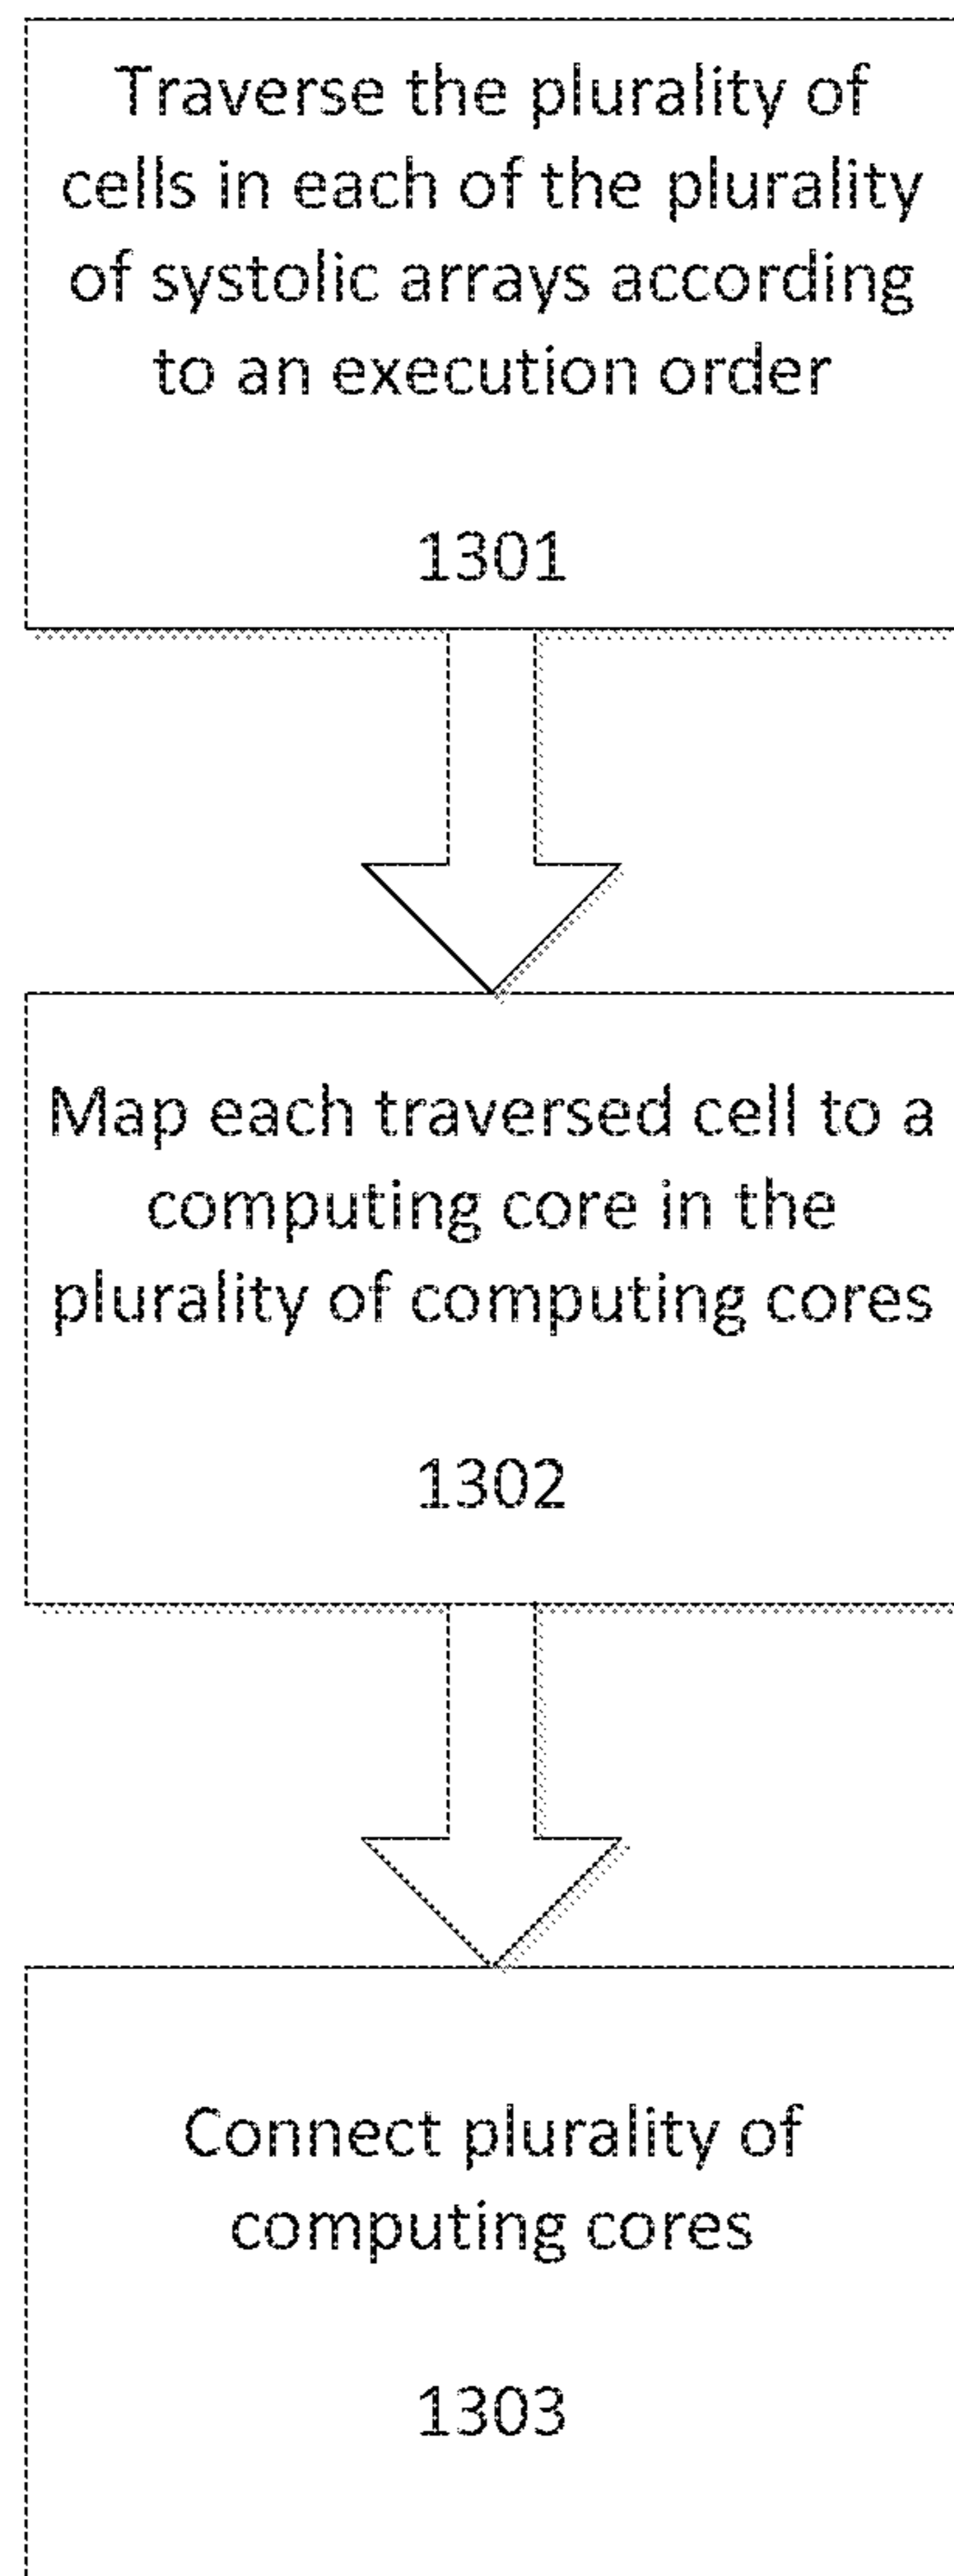 Traverse the plurality of
cells in each of the plurality
of systolic arrays according
to an execution order
1301
Map each traversed cell to a
computing core in the
plurality of computing cores
1302
Connect plurality of
computing cores
1303